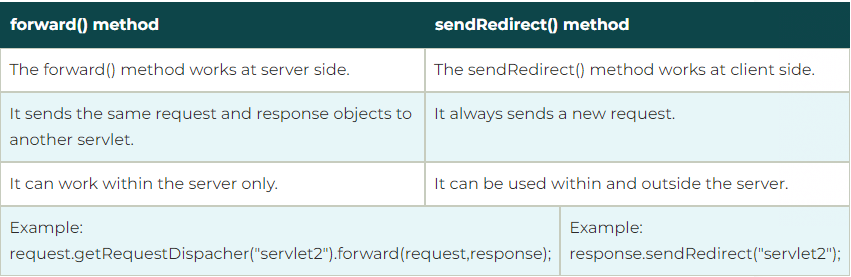 forward() method
sendRedirect() method
The forward() method works at server side.
The sendRedirect() method works at client side.
It sends the same request and response objects to
another servlet.
It always sends a new request.
It can work within the server only.
It can be used within and outside the server.
Example:
request.getRequestDispacher("servlet2").forward(request,response);
Example:
response.sendRedirect("servlet2");